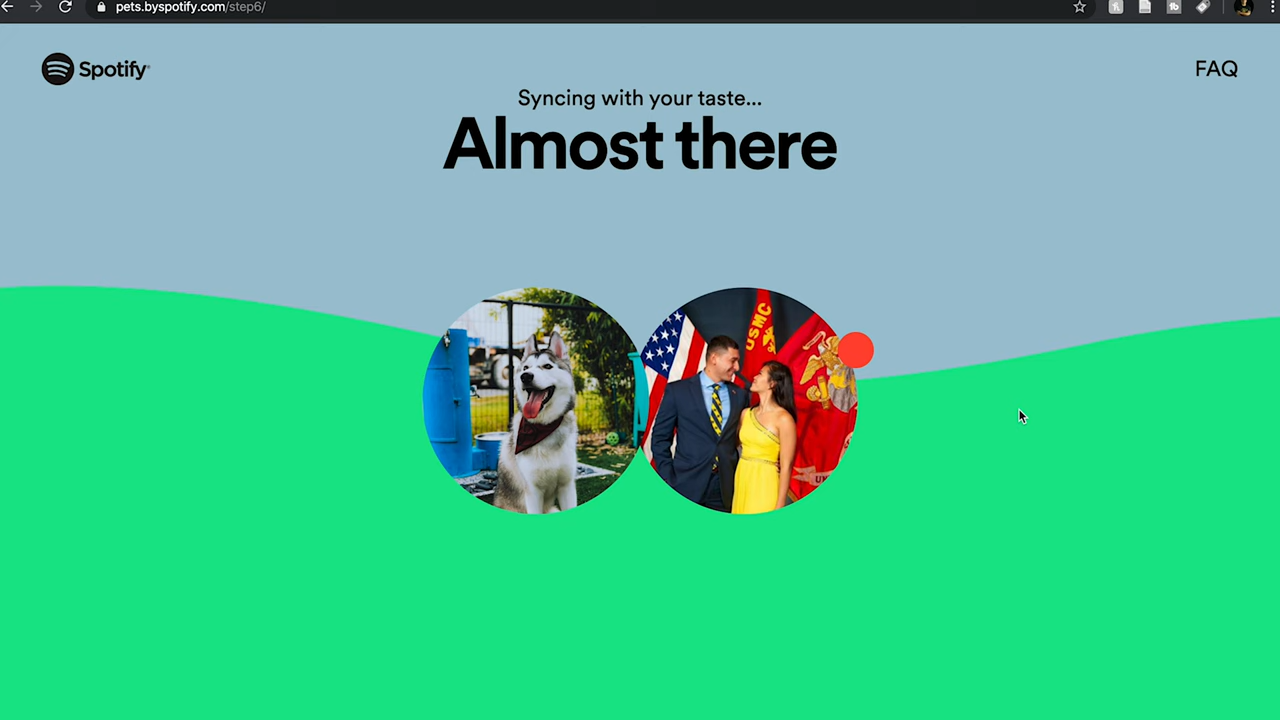 pets.byspotify.com/step6/
Spotify
FAQ
Syncing with your taste...
Almost there
USMC